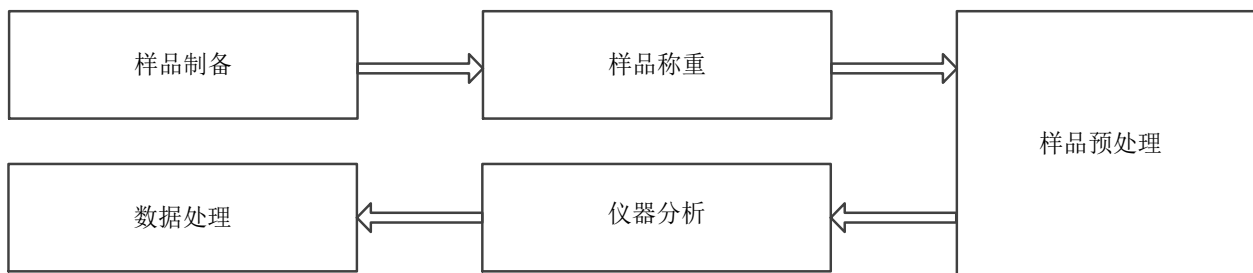 样品制备
样品称重
样品预处理
仪器分析
数据处理